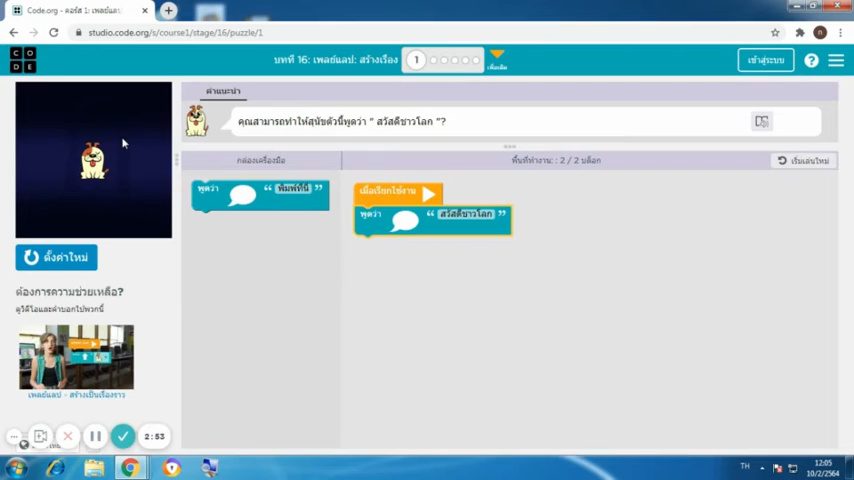 Code.org - คอร์ส 1: เพลย์แลป
studio.code.org/s/course1/stage/16/puzzle/1
C O
D E
บทที่ 16: เพลย์แลป: สร้างเรื่อง
1
เพิ่มเติม
เข้าสู่ระบบ
?
คำแนะนำ
คุณสามารถทำให้สุนัขตัวนี้พูดว่า " สวัสดีชาวโลก "?
กล่องเครื่องมือ
พื้นที่ทำงาน: : 2 / 2 บล็อก
เริ่มเล่นใหม่
พูดว่า “ พิมพ์ที่นี่ ”
เมื่อเรียกใช้งาน
พูดว่า “ สวัสดีชาวโลก ”
ตั้งค่าใหม่
ต้องการความช่วยเหลือ?
ดูวิดีโอและคำบอกใบ้พวกนี้
เพลย์แลป - สร้างเป็นเรื่องราว
2:53
TH
12:05
10/2/2564